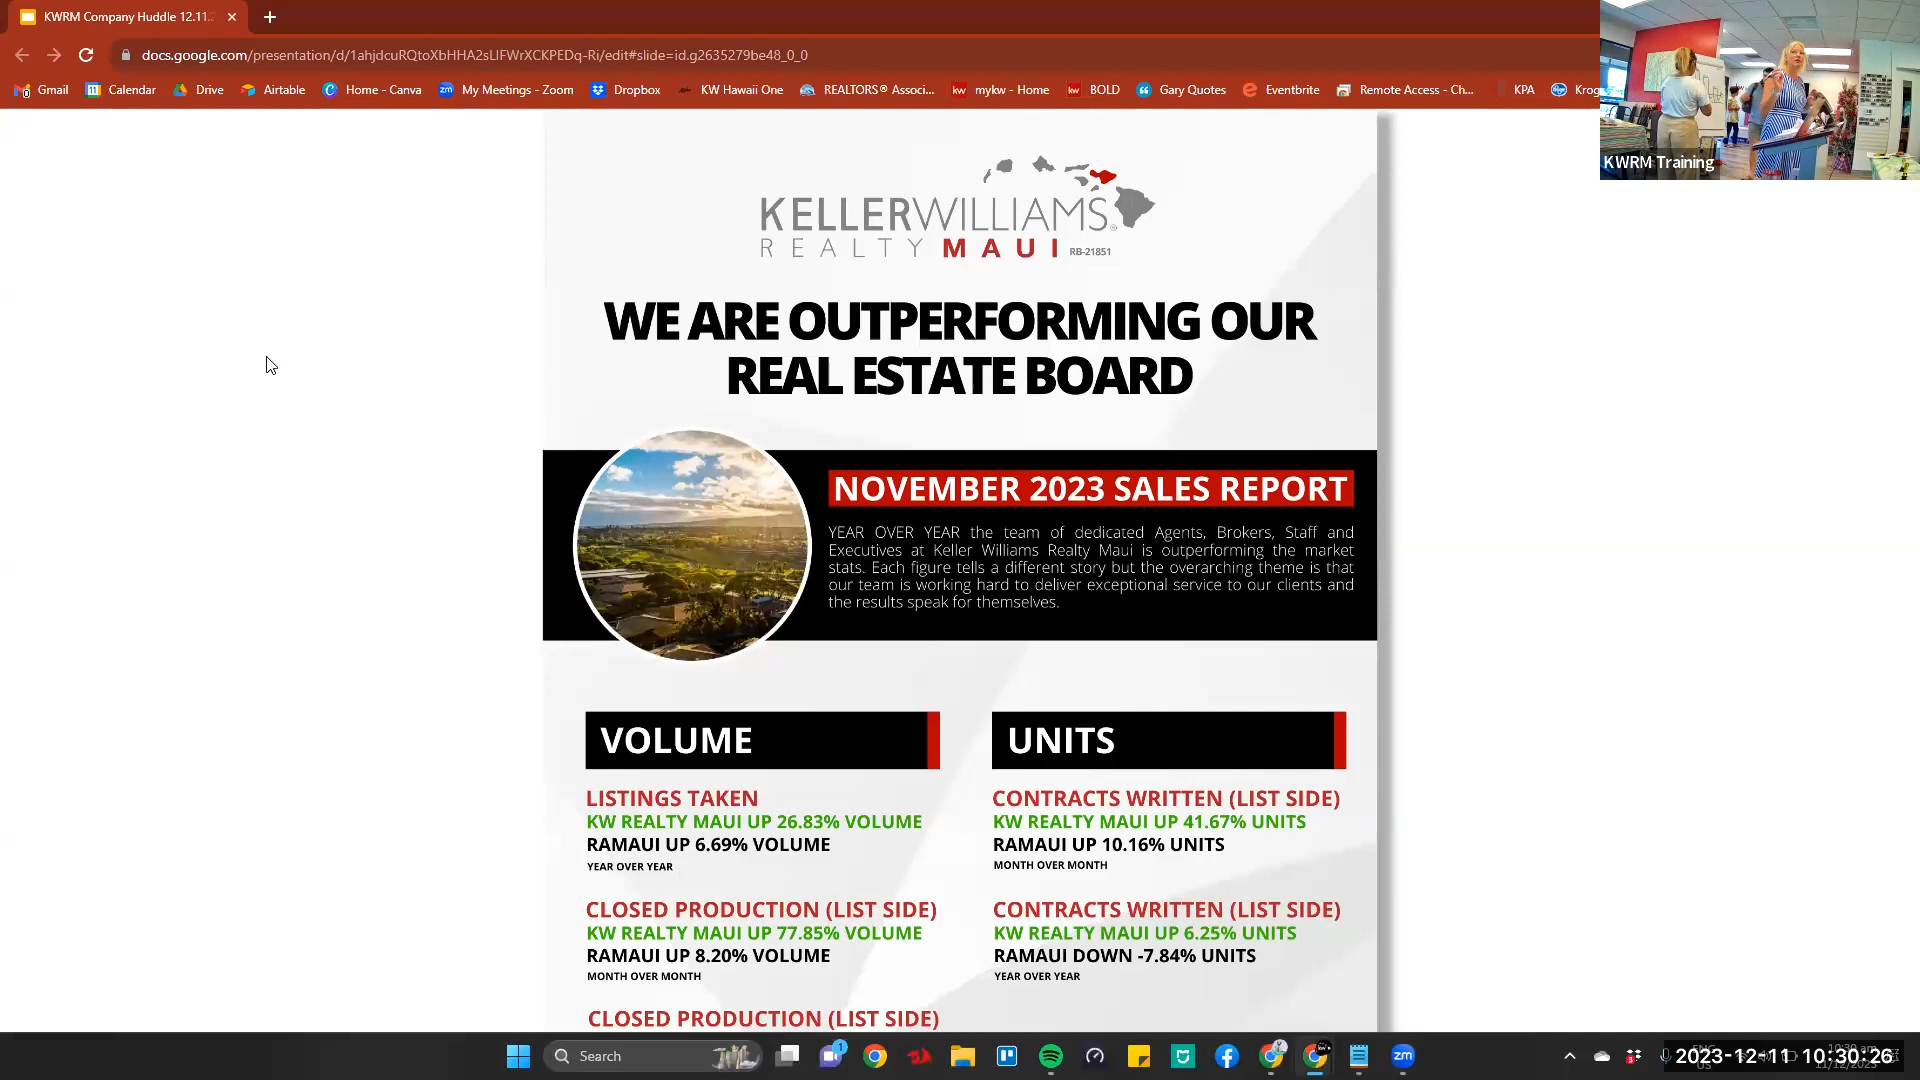 KWRM Company Huddle 12.11.2
docs.google.com/presentation/d/1ahjdcuRQtoXbHHA2sLIFWrXCKPEDq-Ri/edit#slide=id.g2635279be48_0_0
Gmail Calendar Drive Airtable Home - Canva My Meetings - Zoom Dropbox KW Hawaii One REALTORS® Associ... mykw - Home BOLD Gary Quotes Eventbrite Remote Access - Ch... KPA Krog
KWRM Training
KELLERWILLIAMS®
REALTY MAUI RB-21851
WE ARE OUTPERFORMING OUR
REAL ESTATE BOARD
NOVEMBER 2023 SALES REPORT
YEAR OVER YEAR the team of dedicated Agents, Brokers, Staff and
Executives at Keller Williams Realty Maui is outperforming the market
stats. Each figure tells a different story but the overarching theme is that
our team is working hard to deliver exceptional service to our clients and
the results speak for themselves.
VOLUME
LISTINGS TAKEN
KW REALTY MAUI UP 26.83% VOLUME
RAMAUI UP 6.69% VOLUME
YEAR OVER YEAR
CLOSED PRODUCTION (LIST SIDE)
KW REALTY MAUI UP 77.85% VOLUME
RAMAUI UP 8.20% VOLUME
MONTH OVER MONTH
CLOSED PRODUCTION (LIST SIDE)
UNITS
CONTRACTS WRITTEN (LIST SIDE)
KW REALTY MAUI UP 41.67% UNITS
RAMAUI UP 10.16% UNITS
MONTH OVER MONTH
CONTRACTS WRITTEN (LIST SIDE)
KW REALTY MAUI UP 6.25% UNITS
RAMAUI DOWN -7.84% UNITS
YEAR OVER YEAR
Search
2023-12-11 10:30:26